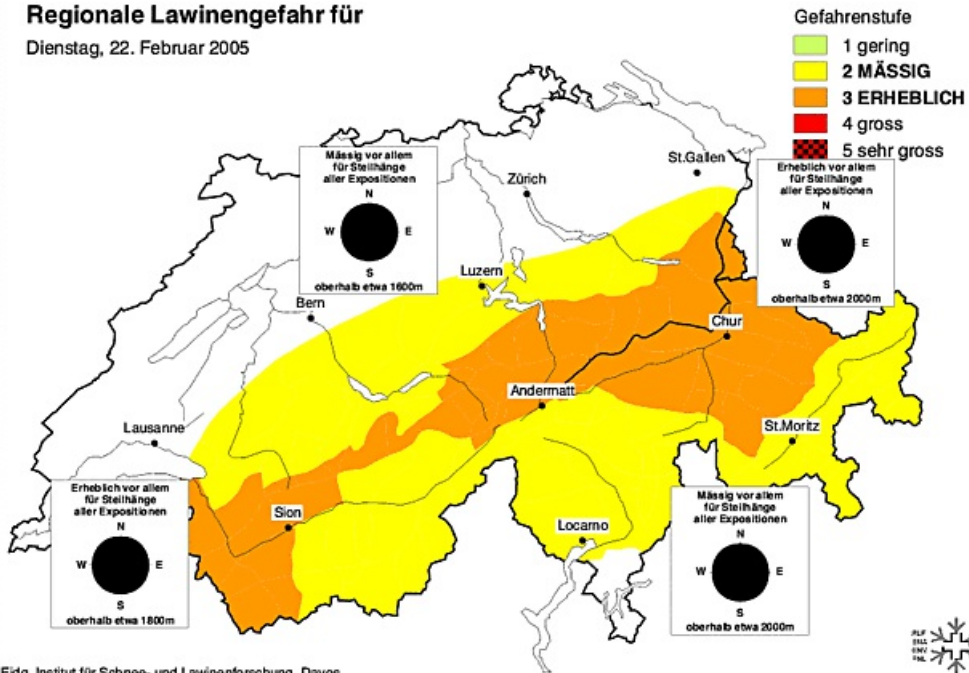 Regionale Lawinengefahr für
Dienstag, 22. Februar 2005
Gefahrenstufe
1 gering
2 MÄSSIG
3 ERHEBLICH
4 gross
5 sehr gross
Mässig vor allem
für Steilhänge
aller Expositionen
N
W E
S
oberhalb etwa 1600m
Erheblich vor allem
für Steilhänge
aller Expositionen
N
W E
S
oberhalb etwa 2000m
St.Gallen
Zürich
Luzern
Bern
Chur
Andermatt
St.Moritz
Lausanne
Sion
Locarno
Erheblich vor allem
für Steilhänge
aller Expositionen
N
W E
S
oberhalb etwa 1800m
Mässig vor allem
für Steilhänge
aller Expositionen
N
W E
S
oberhalb etwa 2000m
Eidg. Institut für Schnee- und Lawinenforschung, Davos